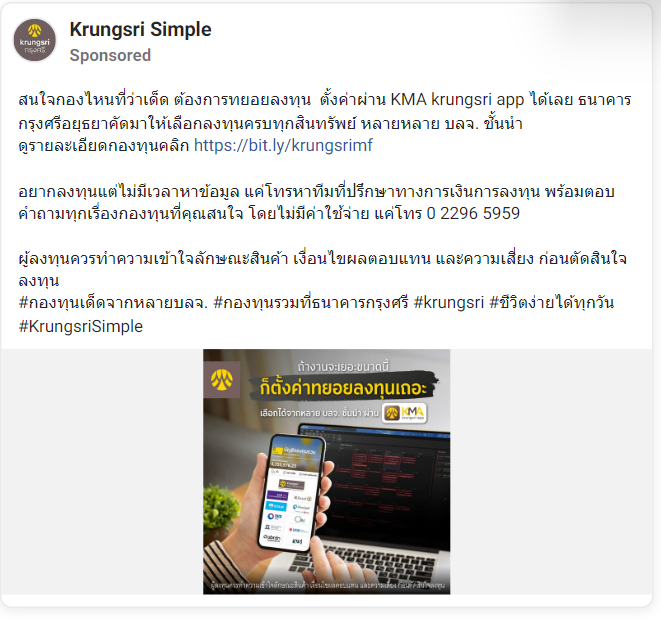 Krungsri Simple
Sponsored
สนใจกองไหนที่ว่าเด็ด ต้องการทยอยลงทุน ตั้งค่าผ่าน KMA krungsri app ได้เลย ธนาคาร
กรุงศรีอยุธยาคัดมาให้เลือกลงทุนครบทุกสินทรัพย์ หลายหลาย บลจ. ชั้นนำ
ดูรายละเอียดกองทุนคลิก https://bit.ly/krungsrimf
อยากลงทุนแต่ไม่มีเวลาหาข้อมูล แค่โทรหาทีมที่ปรึกษาทางการเงินการลงทุน พร้อมตอบ
คำถามทุกเรื่องกองทุนที่คุณสนใจ โดยไม่มีค่าใช้จ่าย แค่โทร 0 2296 5959
ผู้ลงทุนควรทำความเข้าใจลักษณะสินค้า เงื่อนไขผลตอบแทน และความเสี่ยง ก่อนตัดสินใจ
ลงทุน
#กองทุนเด็ดจากหลายบลจ. #กองทุนรวมที่ธนาคารกรุงศรี #krungsri #ชีวิตง่ายได้ทุกวัน
#KrungsriSimple
krungsri
กรุงศรี
ถ้างานจะเยอะขนาดนี้
ก็ตั้งค่าทยอยลงทุนเถอะ
เลือกได้จากหลาย บลจ. ชั้นนำ ผ่าน KMA
krungsri app
ผู้ลงทุนควรทำความเข้าใจลักษณะสินค้า เงื่อนไขผลตอบแทน และความเสี่ยง ก่อนตัดสินใจลงทุน